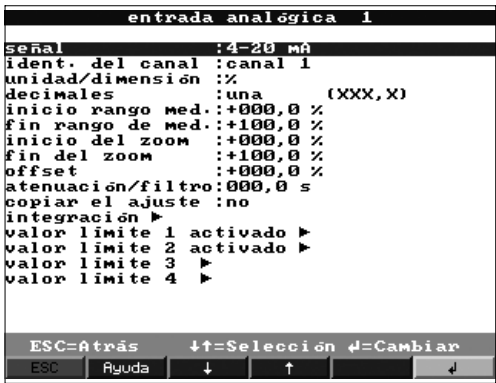 entrada analógica 1
señal :4-20 mA
ident. del canal :canal 1
unidad/dimensión :%
decimales :una (XXX,X)
inicio rango med.:+000,0 %
fin rango de med.:+100,0 %
inicio del zoom :+000,0 %
fin del zoom :+100,0 %
offset :+000,0 %
atenuación/filtro:000,0 s
copiar el ajuste :no
integración ►
valor límite 1 activado ►
valor límite 2 activado ►
valor límite 3 ►
valor límite 4 ►
ESC=Atrás ↓↑=Selección ↲=Cambiar
ESC Ayuda ↓ ↑ ↲